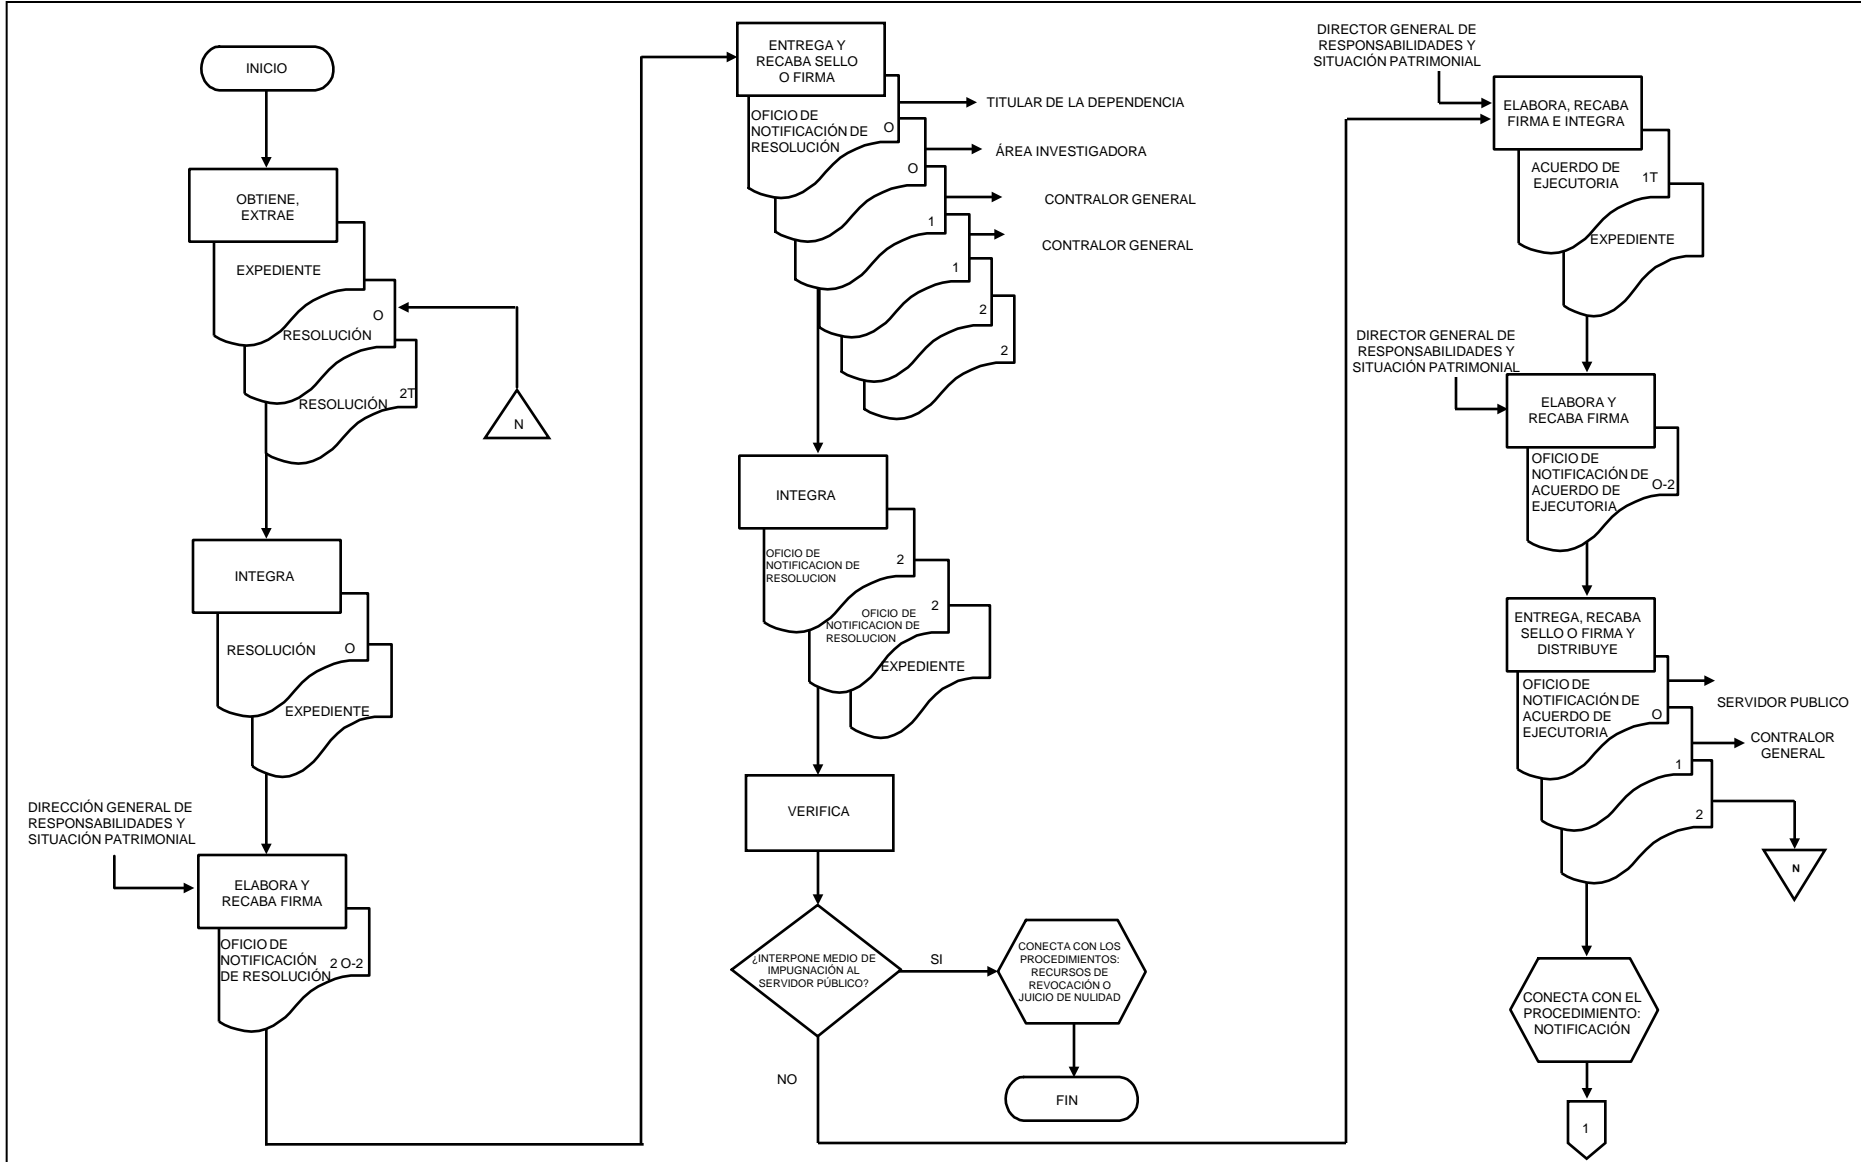 INICIO
OBTIENE,
EXTRAE
EXPEDIENTE
O
RESOLUCIÓN
2T
RESOLUCIÓN
N
INTEGRA
RESOLUCIÓN
O
EXPEDIENTE
DIRECCIÓN GENERAL DE
RESPONSABILIDADES Y
SITUACIÓN PATRIMONIAL
ELABORA Y
RECABA FIRMA
OFICIO DE
NOTIFICACIÓN
DE RESOLUCIÓN
2 O-2
ENTREGA Y
RECABA SELLO
O FIRMA
OFICIO DE
NOTIFICACIÓN DE
RESOLUCIÓN
O
TITULAR DE LA DEPENDENCIA
O
ÁREA INVESTIGADORA
1
CONTRALOR GENERAL
1
CONTRALOR GENERAL
2
2
INTEGRA
OFICIO DE
NOTIFICACION DE
RESOLUCION
2
OFICIO DE
NOTIFICACION DE
RESOLUCION
2
EXPEDIENTE
VERIFICA
¿INTERPONE MEDIO DE
IMPUGNACIÓN AL
SERVIDOR PÚBLICO?
SI
CONECTA CON LOS
PROCEDIMIENTOS:
RECURSOS DE
REVOCACIÓN O
JUICIO DE NULIDAD
FIN
NO
DIRECTOR GENERAL DE
RESPONSABILIDADES Y
SITUACIÓN PATRIMONIAL
ELABORA, RECABA
FIRMA E INTEGRA
ACUERDO DE
EJECUTORIA
1T
EXPEDIENTE
DIRECTOR GENERAL DE
RESPONSABILIDADES Y
SITUACIÓN PATRIMONIAL
ELABORA Y
RECABA FIRMA
OFICIO DE
NOTIFICACIÓN DE
ACUERDO DE
EJECUTORIA
O-2
ENTREGA, RECABA
SELLO O FIRMA Y
DISTRIBUYE
OFICIO DE
NOTIFICACIÓN DE
ACUERDO DE
EJECUTORIA
O
SERVIDOR PUBLICO
1
CONTRALOR
GENERAL
2
N
CONECTA CON EL
PROCEDIMIENTO:
NOTIFICACIÓN
1